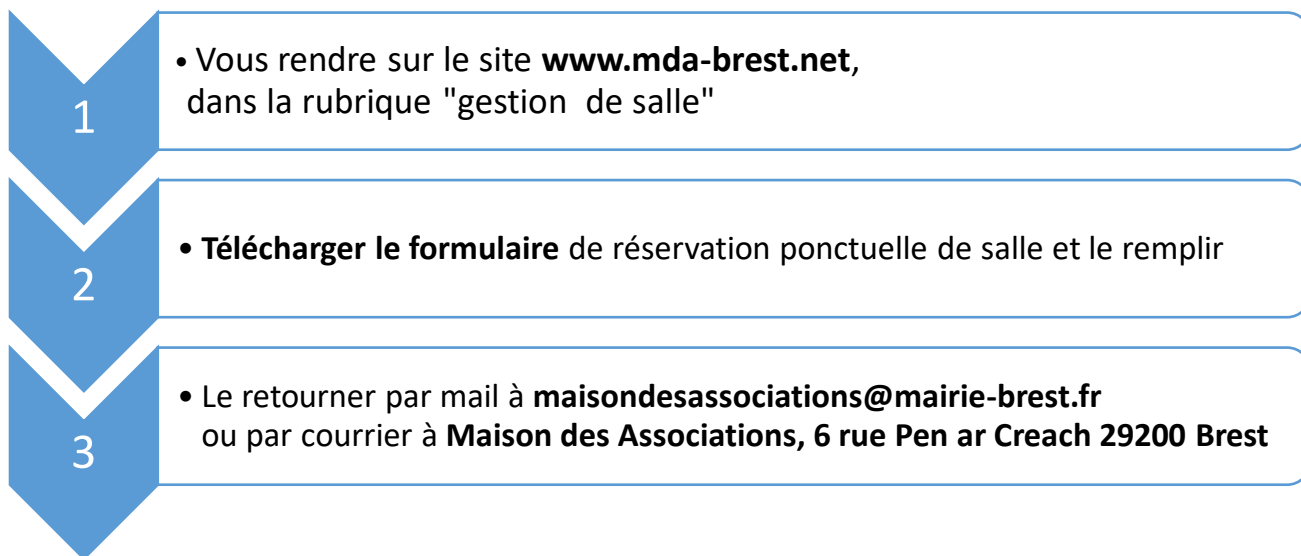 1
• Vous rendre sur le site www.mda-brest.net,
dans la rubrique "gestion de salle"
2
• Télécharger le formulaire de réservation ponctuelle de salle et le remplir
3
• Le retourner par mail à maisondesassociations@mairie-brest.fr
ou par courrier à Maison des Associations, 6 rue Pen ar Creach 29200 Brest